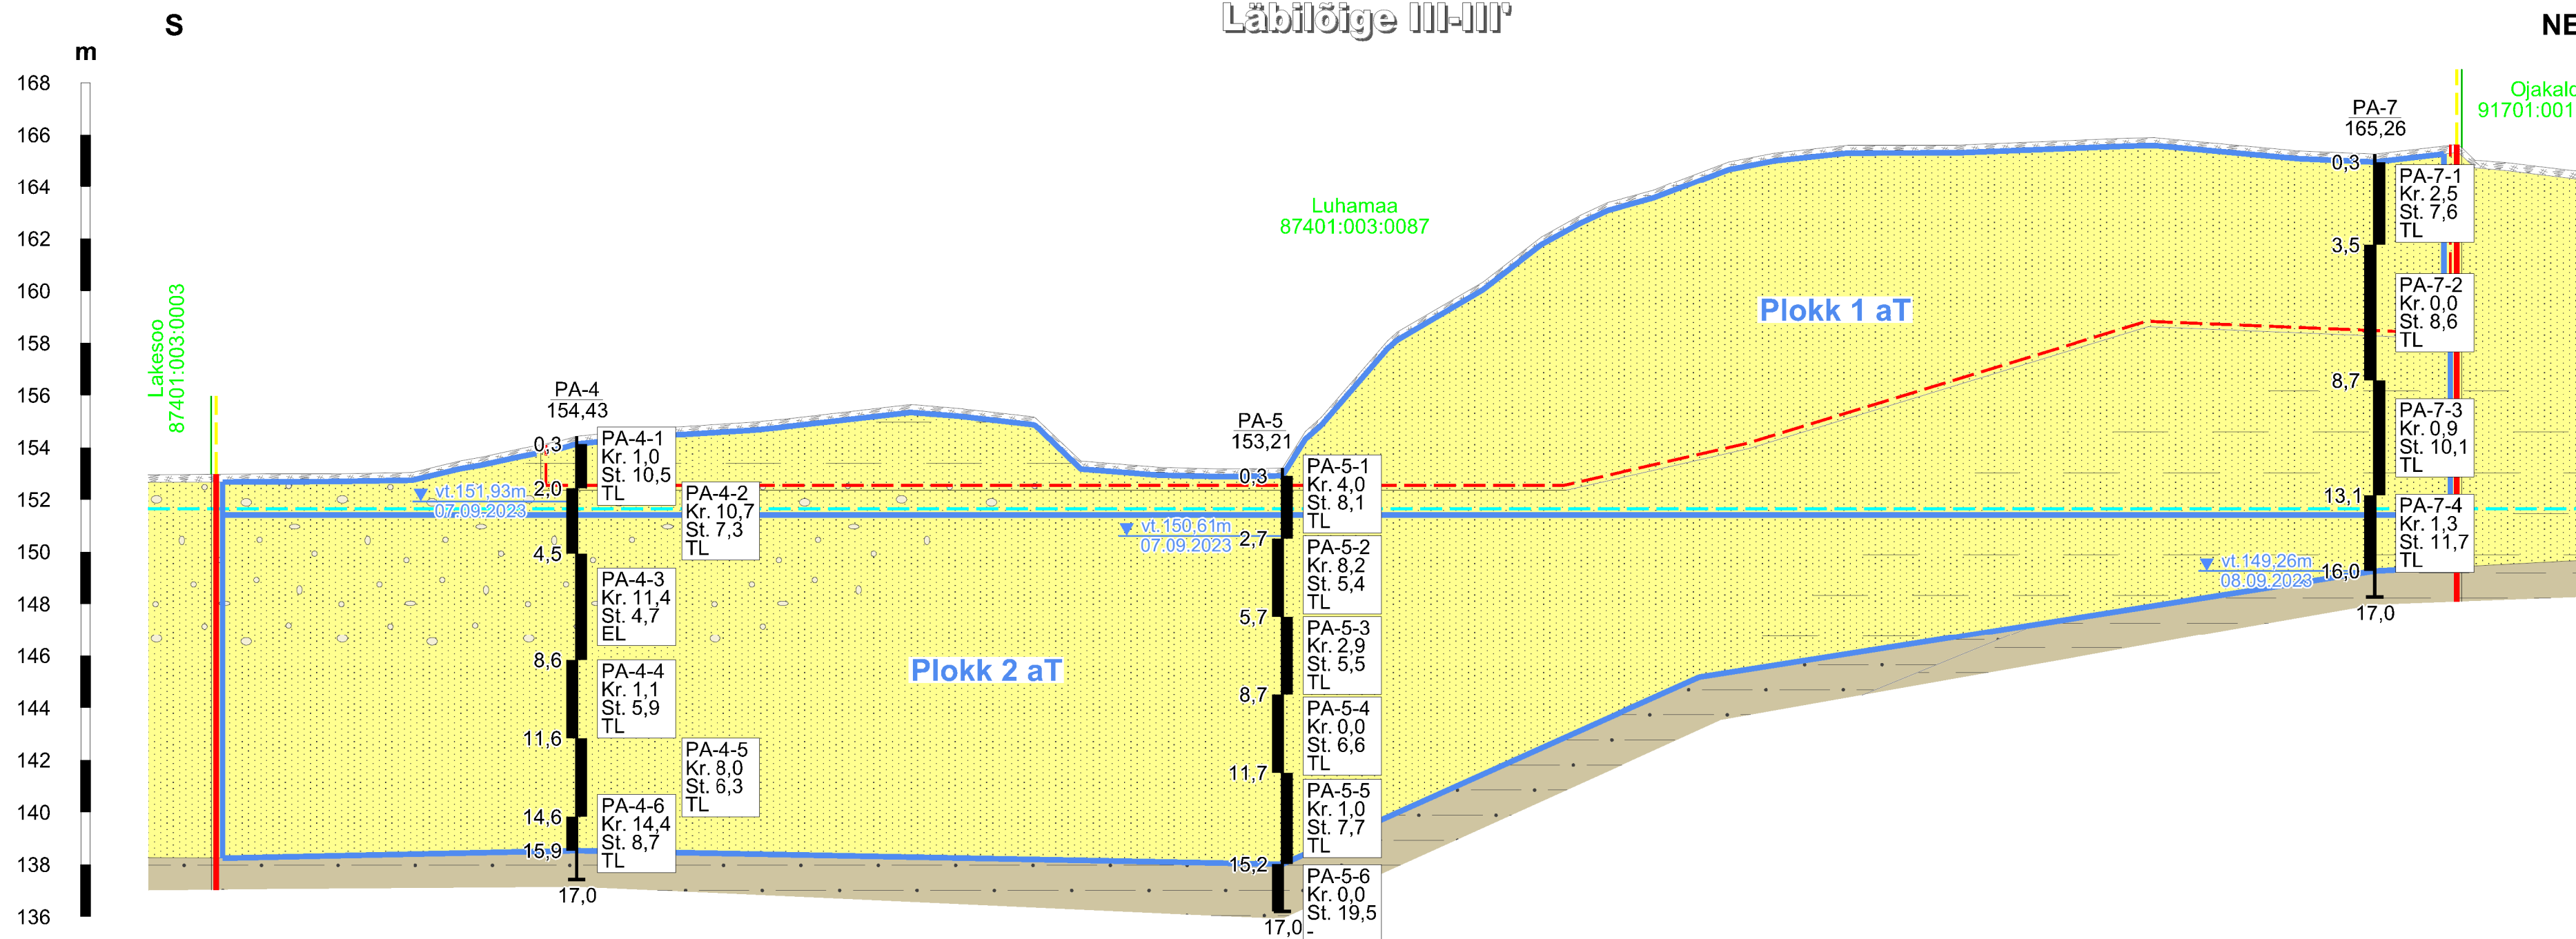 Läbilõige III-III'
S
NE
m
168
166
164
162
160
158
156
154
152
150
148
146
144
142
140
138
136
Lakesoo
87401:003:0003
PA-4
154,43
0,3
2,0
4,5
8,6
11,6
14,6
15,9
17,0
PA-4-1
Kr. 1,0
St. 10,5
TL
PA-4-2
Kr. 10,7
St. 7,3
TL
PA-4-3
Kr. 11,4
St. 4,7
EL
PA-4-4
Kr. 1,1
St. 5,9
TL
PA-4-5
Kr. 8,0
St. 6,3
TL
PA-4-6
Kr. 14,4
St. 8,7
TL
vt.151,93m
07.09.2023
Plokk 2 aT
vt.150,61m
07.09.2023
PA-5
153,21
0,3
2,7
5,7
8,7
11,7
15,2
17,0
PA-5-1
Kr. 4,0
St. 8,1
TL
PA-5-2
Kr. 8,2
St. 5,4
TL
PA-5-3
Kr. 2,9
St. 5,5
TL
PA-5-4
Kr. 0,0
St. 6,6
TL
PA-5-5
Kr. 1,0
St. 7,7
TL
PA-5-6
Kr. 0,0
St. 19,5
-
Luhamaa
87401:003:0087
Plokk 1 aT
vt.149,26m
08.09.2023
PA-7
165,26
0,3
3,5
8,7
13,1
16,0
17,0
PA-7-1
Kr. 2,5
St. 7,6
TL
PA-7-2
Kr. 0,0
St. 8,6
TL
PA-7-3
Kr. 0,9
St. 10,1
TL
PA-7-4
Kr. 1,3
St. 11,7
TL
Ojakalo
91701:001